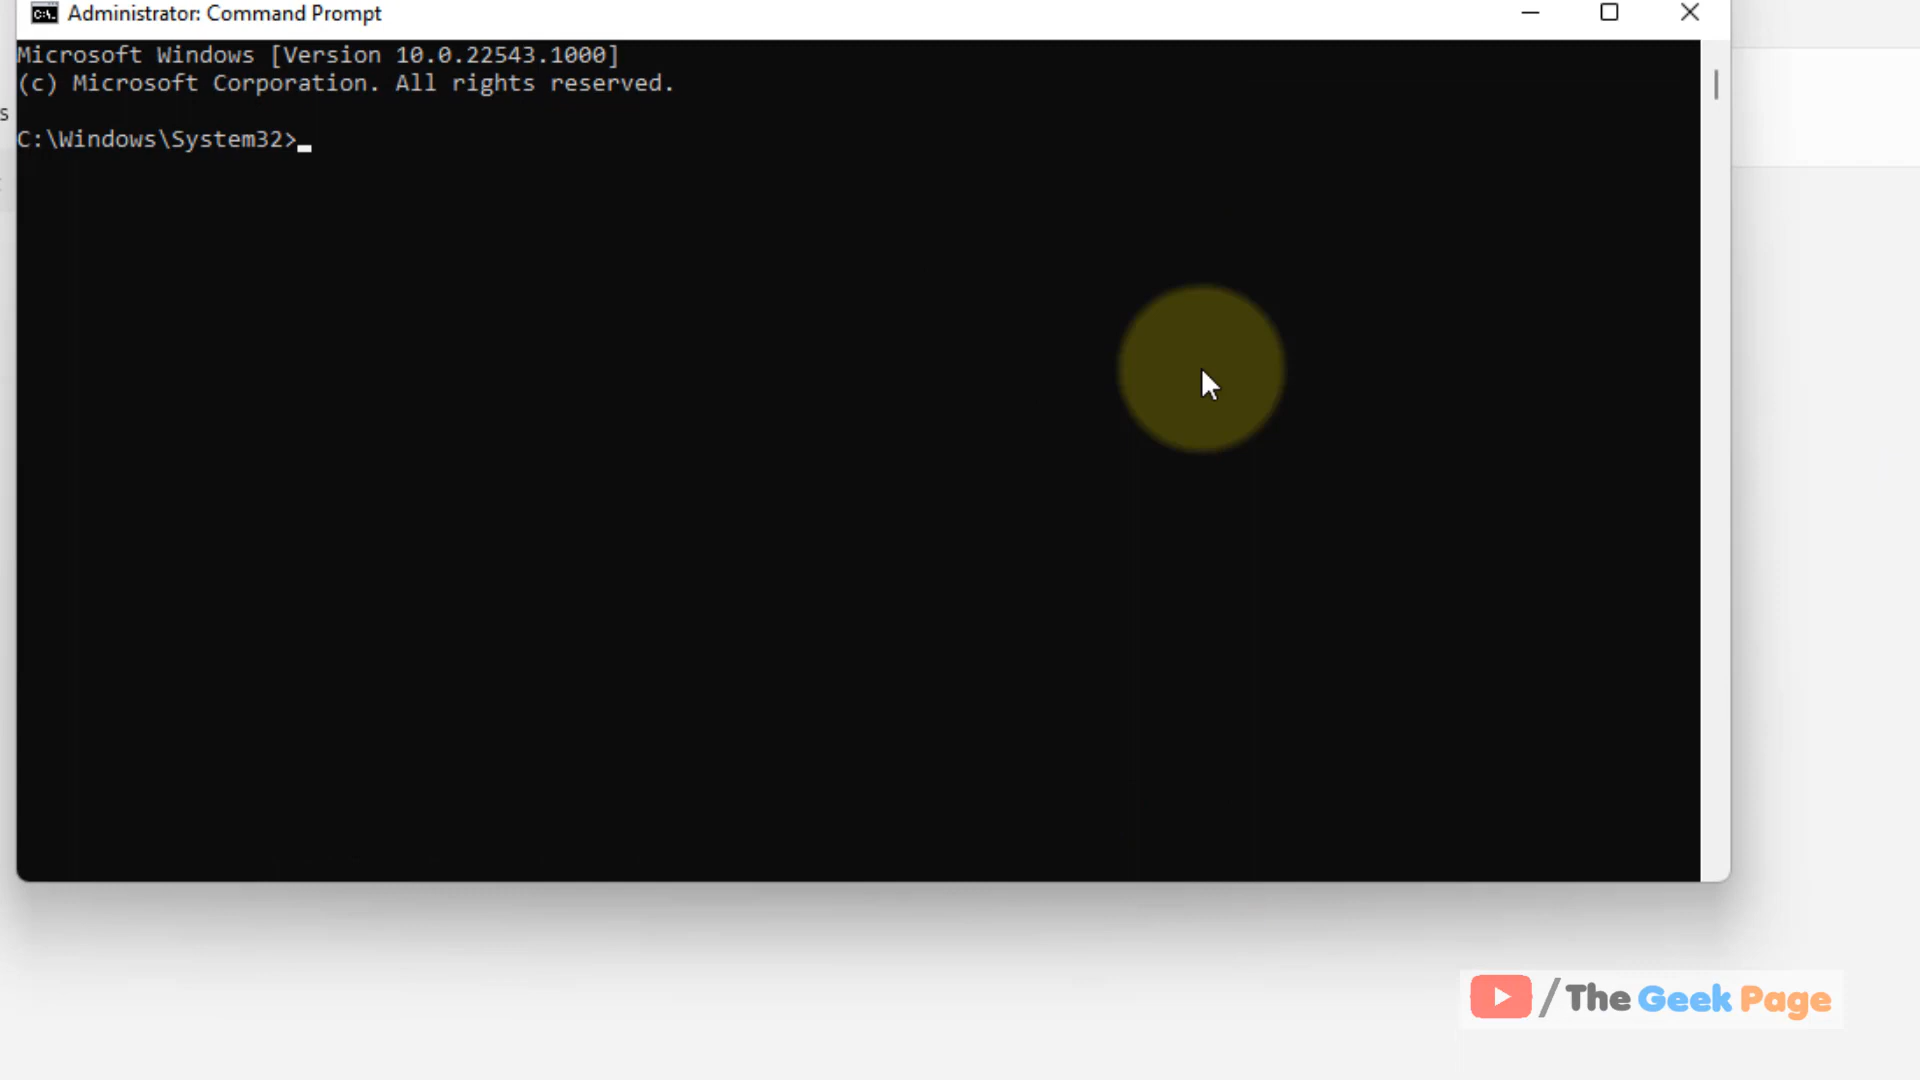 Administrator: Command Prompt
Microsoft Windows [Version 10.0.22543.1000]
(c) Microsoft Corporation. All rights reserved.
s
C:\Windows\System32>
/The Geek Page